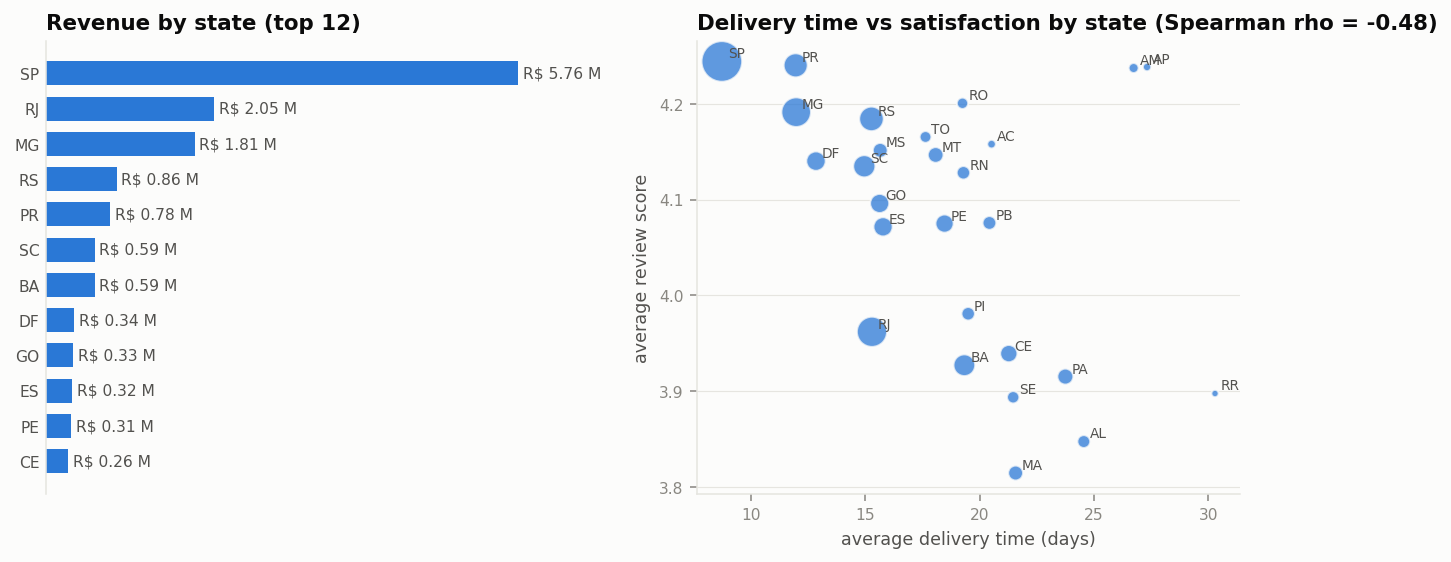 Revenue by state (top 12)
SP R$ 5.76 M
RJ R$ 2.05 M
MG R$ 1.81 M
RS R$ 0.86 M
PR R$ 0.78 M
SC R$ 0.59 M
BA R$ 0.59 M
DF R$ 0.34 M
GO R$ 0.33 M
ES R$ 0.32 M
PE R$ 0.31 M
CE R$ 0.26 M
Delivery time vs satisfaction by state (Spearman rho = -0.48)
average review score
4.2
4.1
4.0
3.9
3.8
SP
PR
AM
AP
MG
RS
RO
TO
MS
MT
AC
DF
SC
RN
GO
ES
PE
PB
PI
RJ
CE
BA
PA
SE
RR
AL
MA
10 15 20 25 30
average delivery time (days)